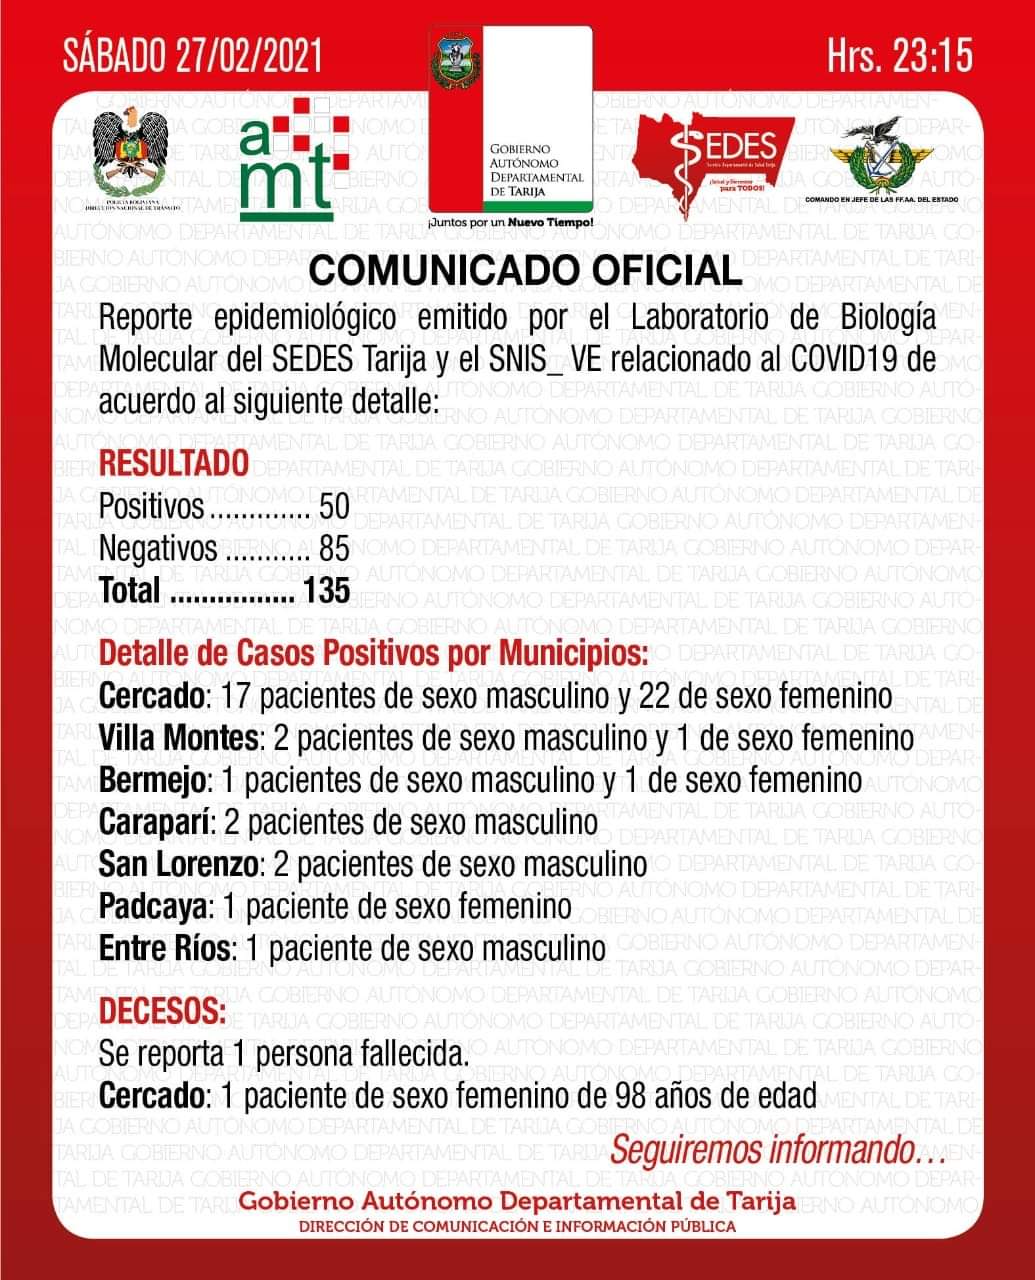 SÁBADO 27/02/2021
Hrs. 23:15
POLICÍA BOLIVIANA
DIRECCIÓN NACIONAL DE TRÁNSITO
amt
GOBIERNO
AUTÓNOMO
DEPARTAMENTAL
DE TARIJA
¡Juntos por un Nuevo Tiempo!
SEDES
Servicio Departamental de Salud Tarija
¡Salud y Bienestar
para TODOS!
COMANDO EN JEFE DE LAS FF.AA. DEL ESTADO
COMUNICADO OFICIAL
Reporte epidemiológico emitido por el Laboratorio de Biología
Molecular del SEDES Tarija y el SNIS_VE relacionado al COVID19 de
acuerdo al siguiente detalle:
RESULTADO
Positivos ............. 50
Negativos ........... 85
Total ................ 135
Detalle de Casos Positivos por Municipios:
Cercado: 17 pacientes de sexo masculino y 22 de sexo femenino
Villa Montes: 2 pacientes de sexo masculino y 1 de sexo femenino
Bermejo: 1 pacientes de sexo masculino y 1 de sexo femenino
Caraparí: 2 pacientes de sexo masculino
San Lorenzo: 2 pacientes de sexo masculino
Padcaya: 1 paciente de sexo femenino
Entre Ríos: 1 paciente de sexo masculino
DECESOS:
Se reporta 1 persona fallecida.
Cercado: 1 paciente de sexo femenino de 98 años de edad
Seguiremos informando...
Gobierno Autónomo Departamental de Tarija
DIRECCIÓN DE COMUNICACIÓN E INFORMACIÓN PÚBLICA